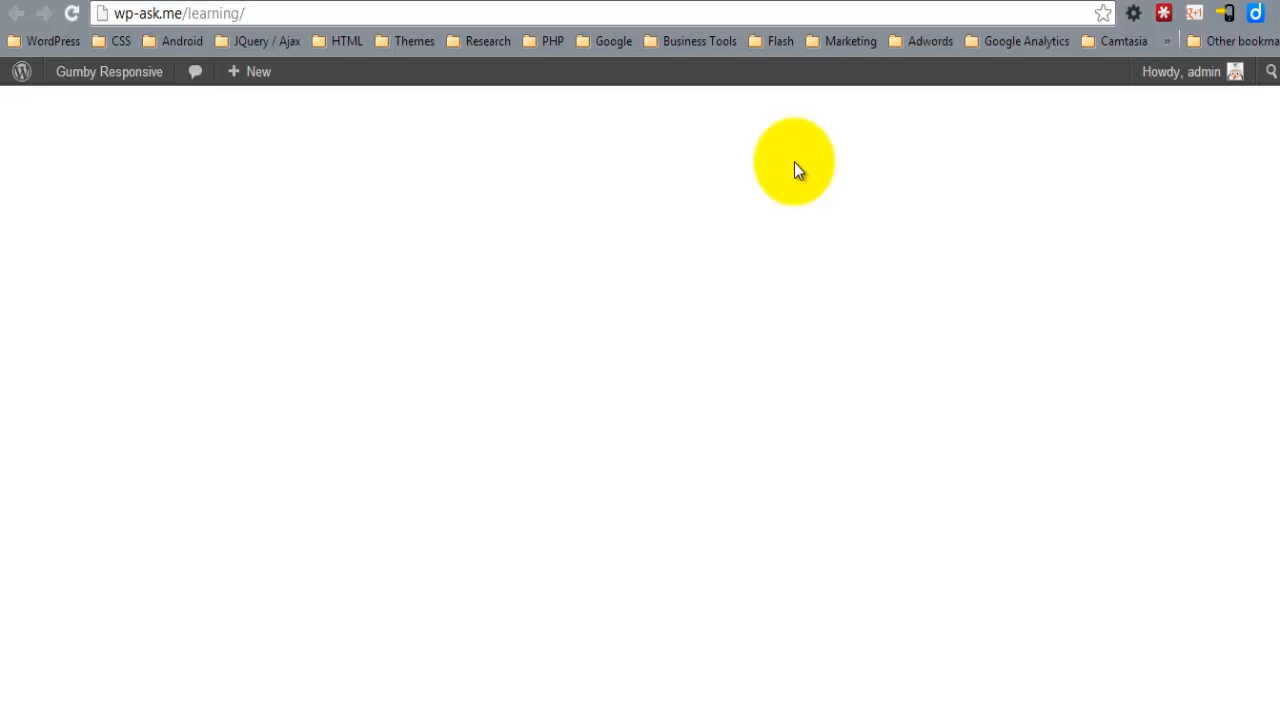 wp-ask.me/learning/
WordPress CSS Android JQuery / Ajax HTML Themes Research PHP Google Business Tools Flash Marketing Adwords Google Analytics Camtasia » Other bookma
Gumby Responsive + New Howdy, admin